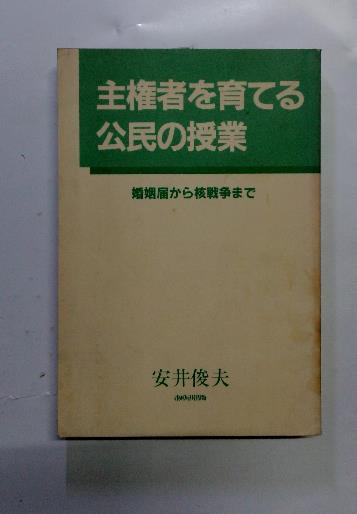 主権者を育てる
公民の授業
婚姻届から核戦争まで
安井俊夫